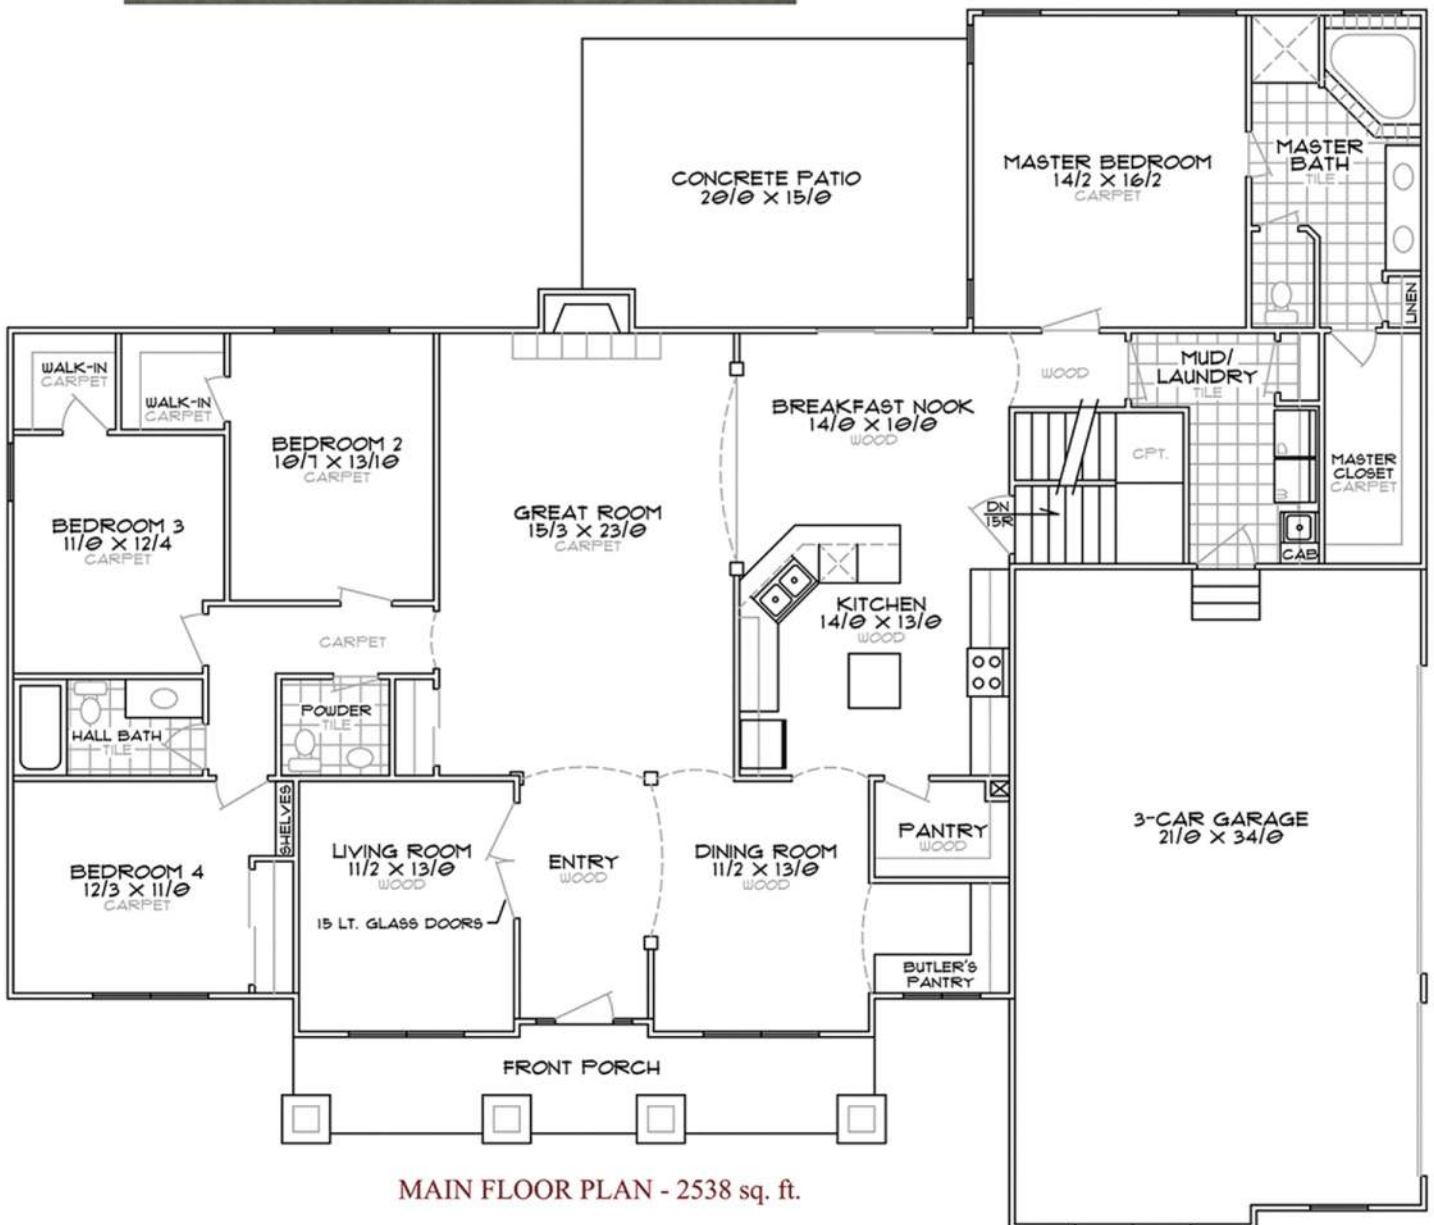 CONCRETE PATIO
20/0 X 15/0
MASTER BEDROOM
14/2 X 16/2
CARPET
MASTER
BATH
TILE
LINEN
WALK-IN
CARPET
WALK-IN
CARPET
BEDROOM 2
10/7 X 13/10
CARPET
BEDROOM 3
11/0 X 12/4
CARPET
GREAT ROOM
15/3 X 23/0
CARPET
BREAKFAST NOOK
14/0 X 10/0
WOOD
WOOD
MUD/
LAUNDRY
TILE
CPT.
DN
15R
MASTER
CLOSET
CARPET
D
CAB
KITCHEN
14/0 X 13/0
WOOD
CARPET
HALL BATH
TILE
POWDER
TILE
SHELVES
BEDROOM 4
12/3 X 11/0
CARPET
LIVING ROOM
11/2 X 13/0
WOOD
15 LT. GLASS DOORS
ENTRY
WOOD
DINING ROOM
11/2 X 13/0
WOOD
PANTRY
WOOD
BUTLER'S
PANTRY
3-CAR GARAGE
21/0 X 34/0
FRONT PORCH
MAIN FLOOR PLAN - 2538 sq. ft.